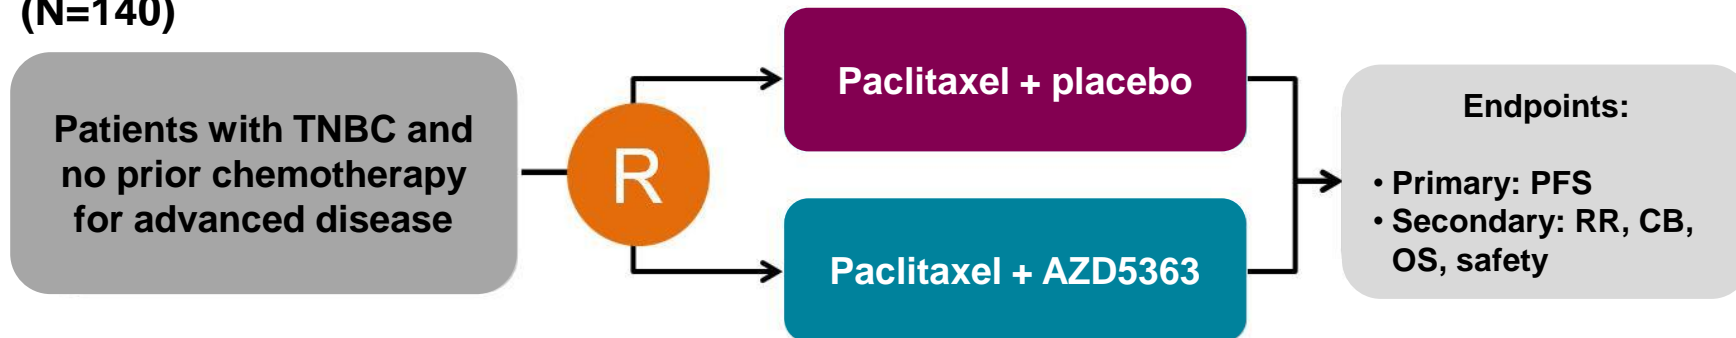 (N=140)
Patients with TNBC and
no prior chemotherapy
for advanced disease
R
Paclitaxel + placebo
Paclitaxel + AZD5363
Endpoints:
• Primary: PFS
• Secondary: RR, CB,
OS, safety